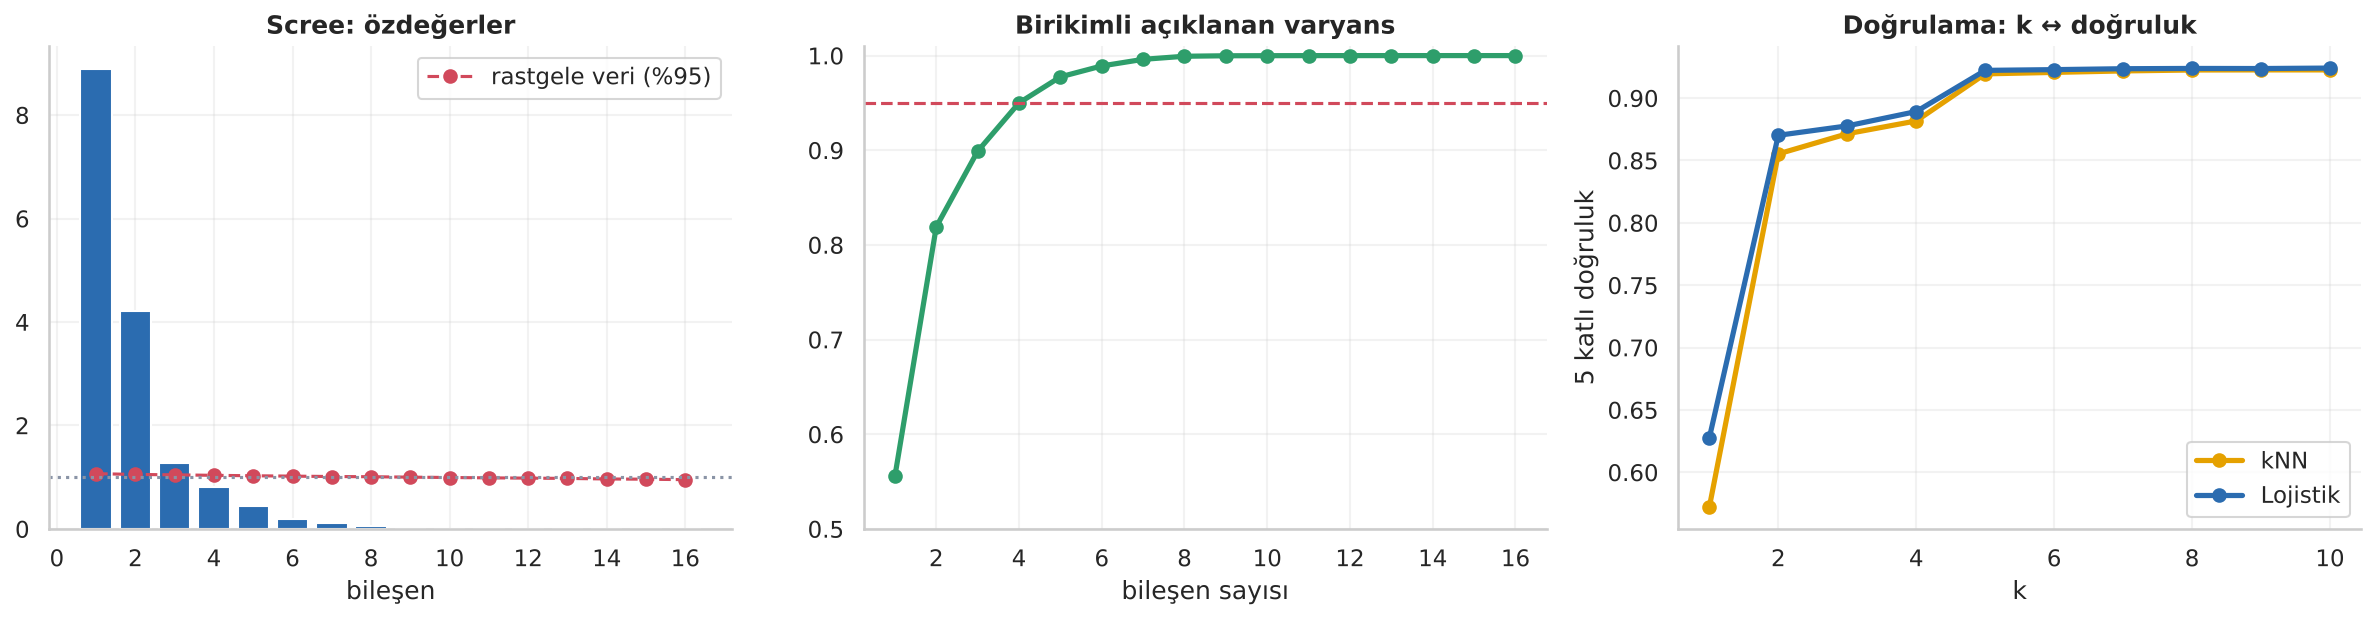 Scree: özdeğerler
rastgele veri (%95)
8
6
4
2
0
0 2 4 6 8 10 12 14 16
bileşen
Birikimli açıklanan varyans
1.0
0.9
0.8
0.7
0.6
0.5
2 4 6 8 10 12 14 16
bileşen sayısı
Doğrulama: k ↔ doğruluk
5 katlı doğruluk
0.90
0.85
0.80
0.75
0.70
0.65
0.60
kNN
Lojistik
2 4 6 8 10
k